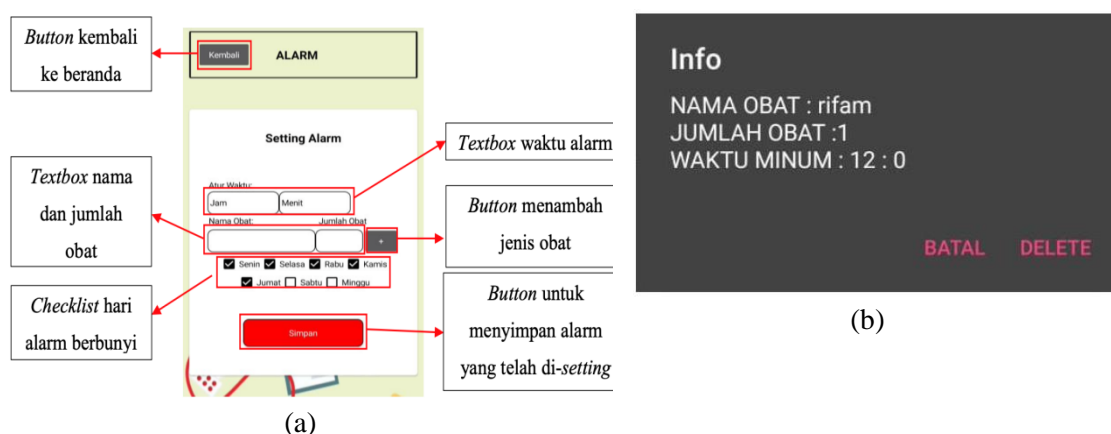 Button kembali
ke beranda
Kembali
ALARM
Setting Alarm
Textbox waktu alarm
Atur Waktu:
Jam
Menit
Textbox nama
dan jumlah
obat
Nama Obat:
Jumlah Obat
+
Button menambah
jenis obat
Senin Selasa Rabu Kamis
Jumat Sabtu Minggu
Checklist hari
alarm berbunyi
Simpan
Button untuk
menyimpan alarm
yang telah di-setting
(a)
Info
NAMA OBAT : rifam
JUMLAH OBAT :1
WAKTU MINUM : 12 : 0
BATAL DELETE
(b)